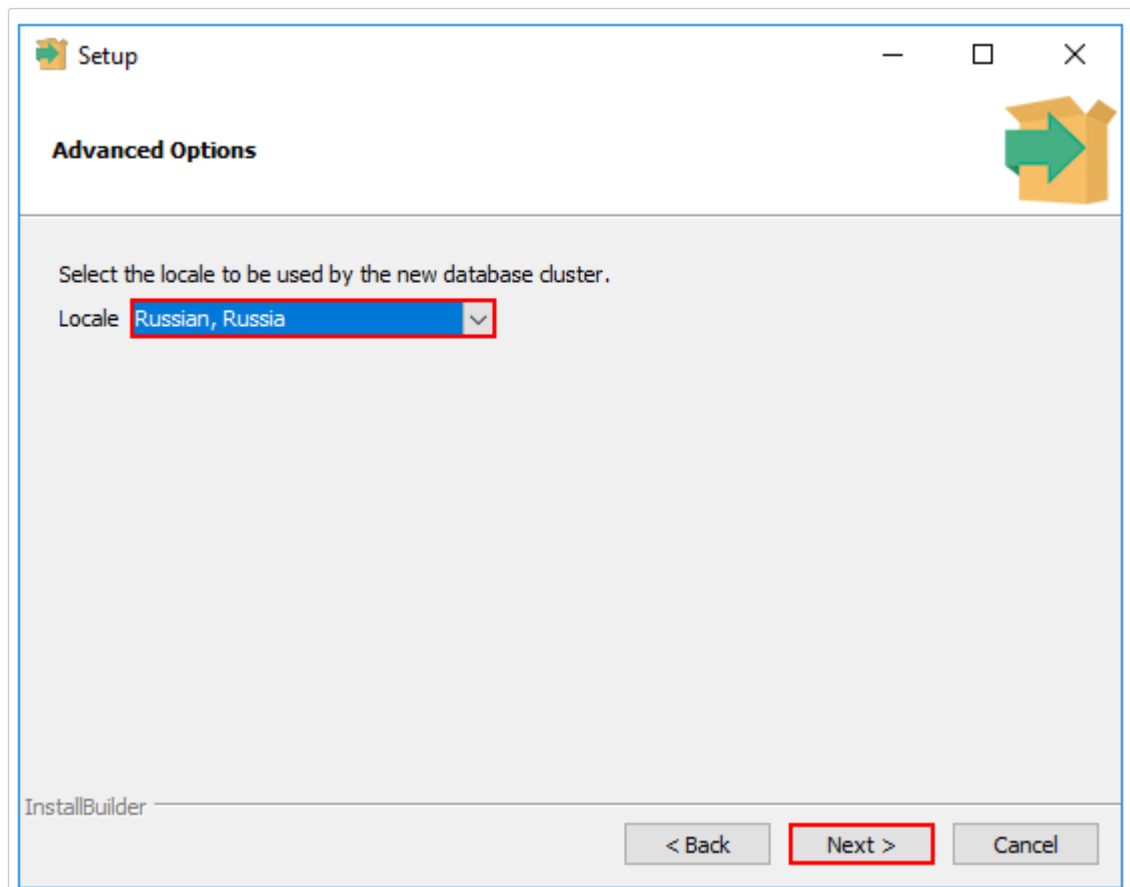 Setup
Advanced Options
Select the locale to be used by the new database cluster.
Locale Russian, Russia
InstallBuilder
< Back Next > Cancel